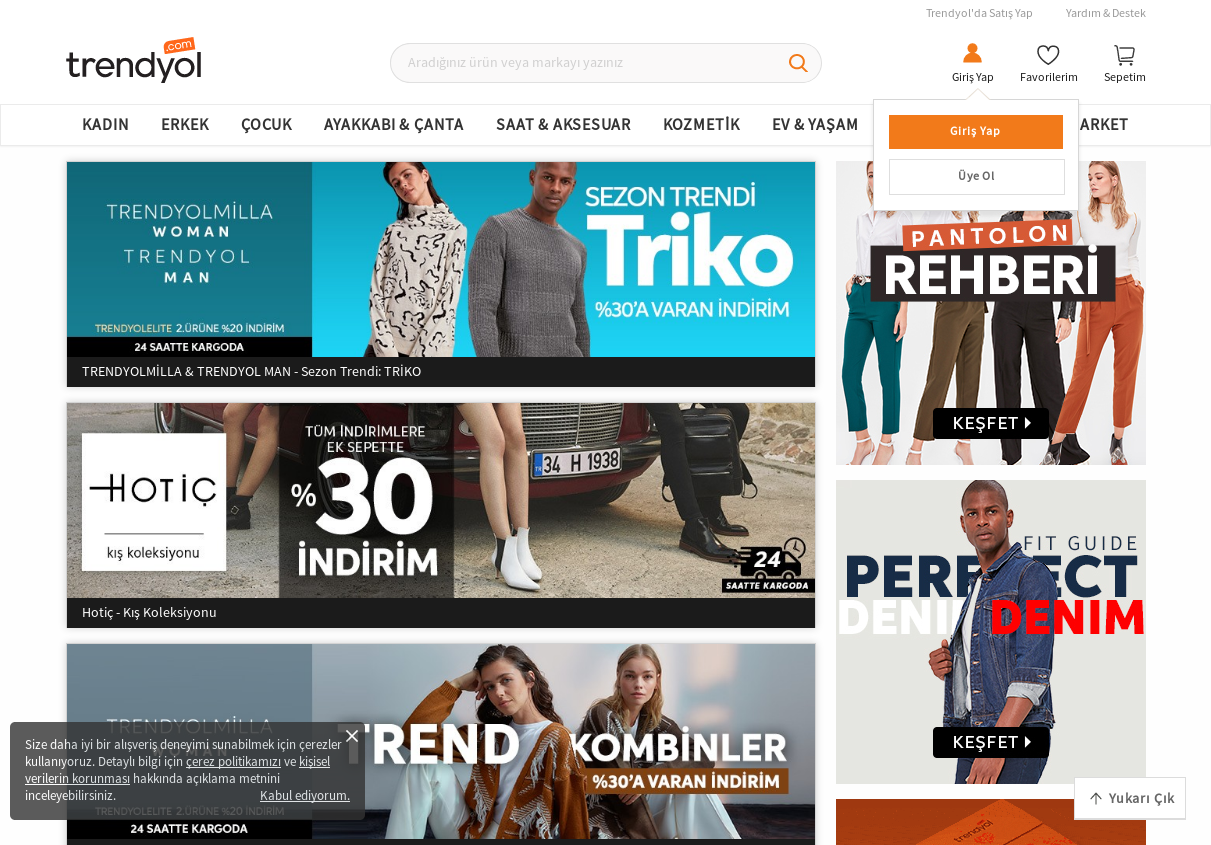 Trendyol'da Satış Yap
Yardım & Destek
trendyol
.com
Aradığınız ürün veya markayı yazınız
Giriş Yap
Favorilerim
Sepetim
KADIN
ERKEK
ÇOCUK
AYAKKABI & ÇANTA
SAAT & AKSESUAR
KOZMETİK
EV & YAŞAM
ARKET
Giriş Yap
Üye Ol
TRENDYOLMİLLA
WOMAN
TRENDYOL
MAN
TRENDYOLELITE 2.ÜRÜNE %20 İNDİRİM
24 SAATTE KARGODA
SEZON TRENDİ
Triko
%30'A VARAN İNDİRİM
TRENDYOLMİLLA & TRENDYOL MAN - Sezon Trendi: TRİKO
PANTOLON
REHBERİ
KEŞFET
HOTİÇ
kış koleksiyonu
TÜM İNDİRİMLERE
EK SEPETTE
%30
İNDİRİM
34 H 1938
24
SAATTE KARGODA
Hotiç - Kış Koleksiyonu
FIT GUIDE
PERFECT
DENIM DENIM
KEŞFET
TRENDYOLMİLLA
TREND
KOMBİNLER
%30'A VARAN İNDİRİM
TRENDYOLELITE 2.ÜRÜNE %20 İNDİRİM
24 SAATTE KARGODA
Size daha iyi bir alışveriş deneyimi sunabilmek için çerezler
kullanıyoruz. Detaylı bilgi için çerez politikamızı ve kişisel
verilerin korunması hakkında açıklama metnini
inceleyebilirsiniz.
Kabul ediyorum.
Yukarı Çık
trendyol